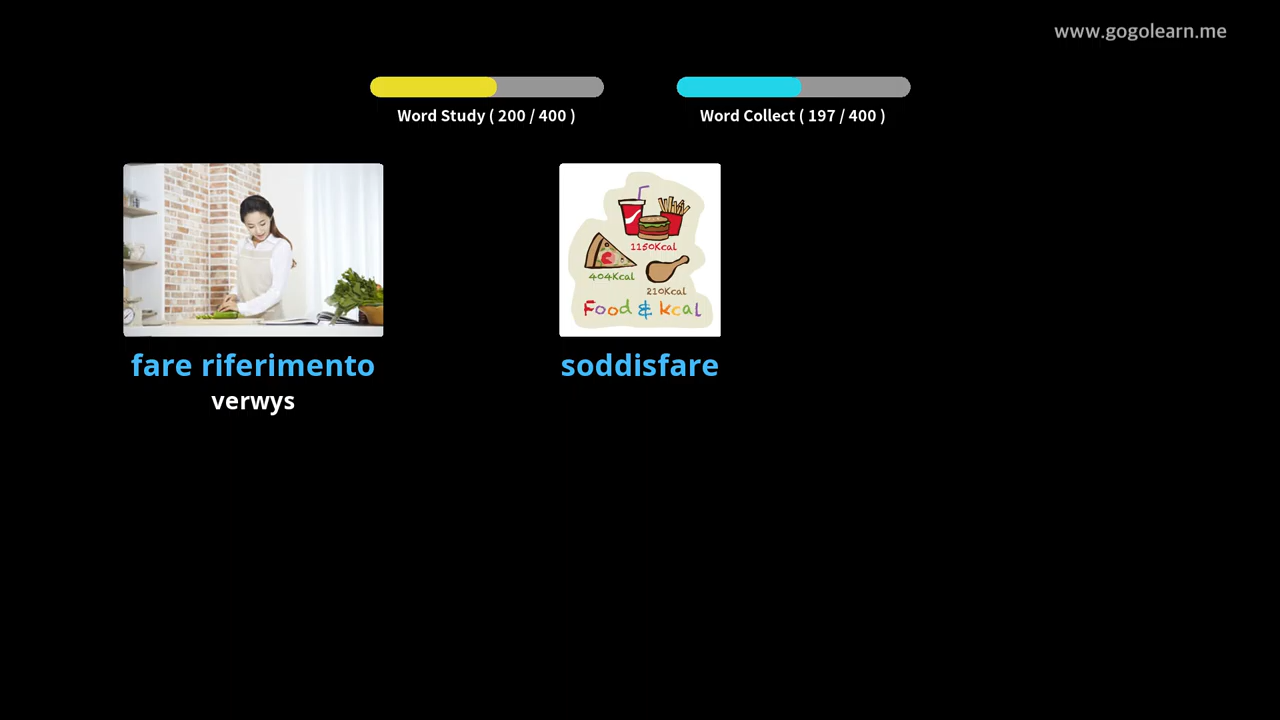 www.gogolearn.me
Word Study ( 200 / 400 )
Word Collect ( 197 / 400 )
1150Kcal
404Kcal
210Kcal
Food & kcal
fare riferimento
soddisfare
verwys